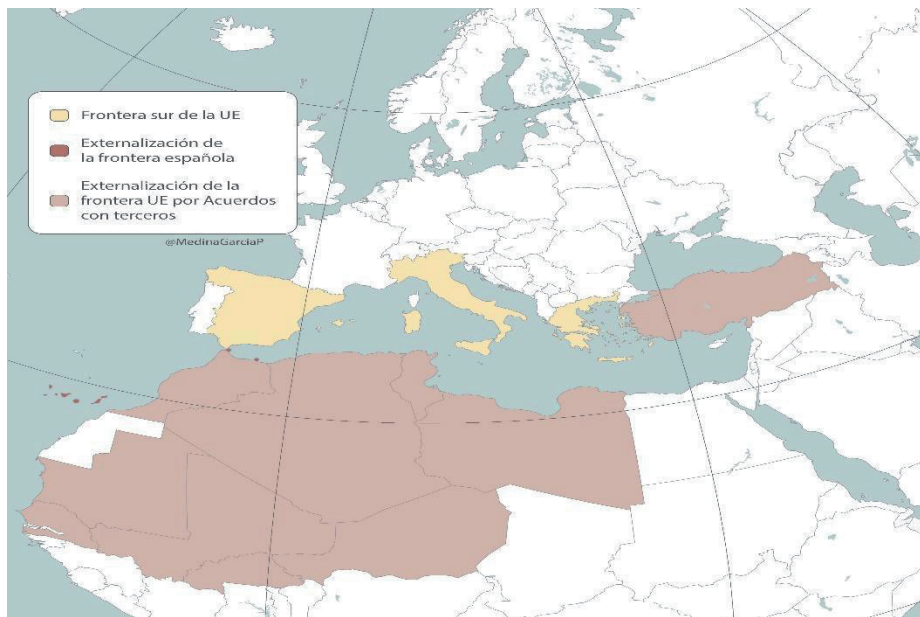 Frontera sur de la UE
Externalización de
la frontera española
Externalización de la
frontera UE por Acuerdos
con terceros
@MedinaGarciaP